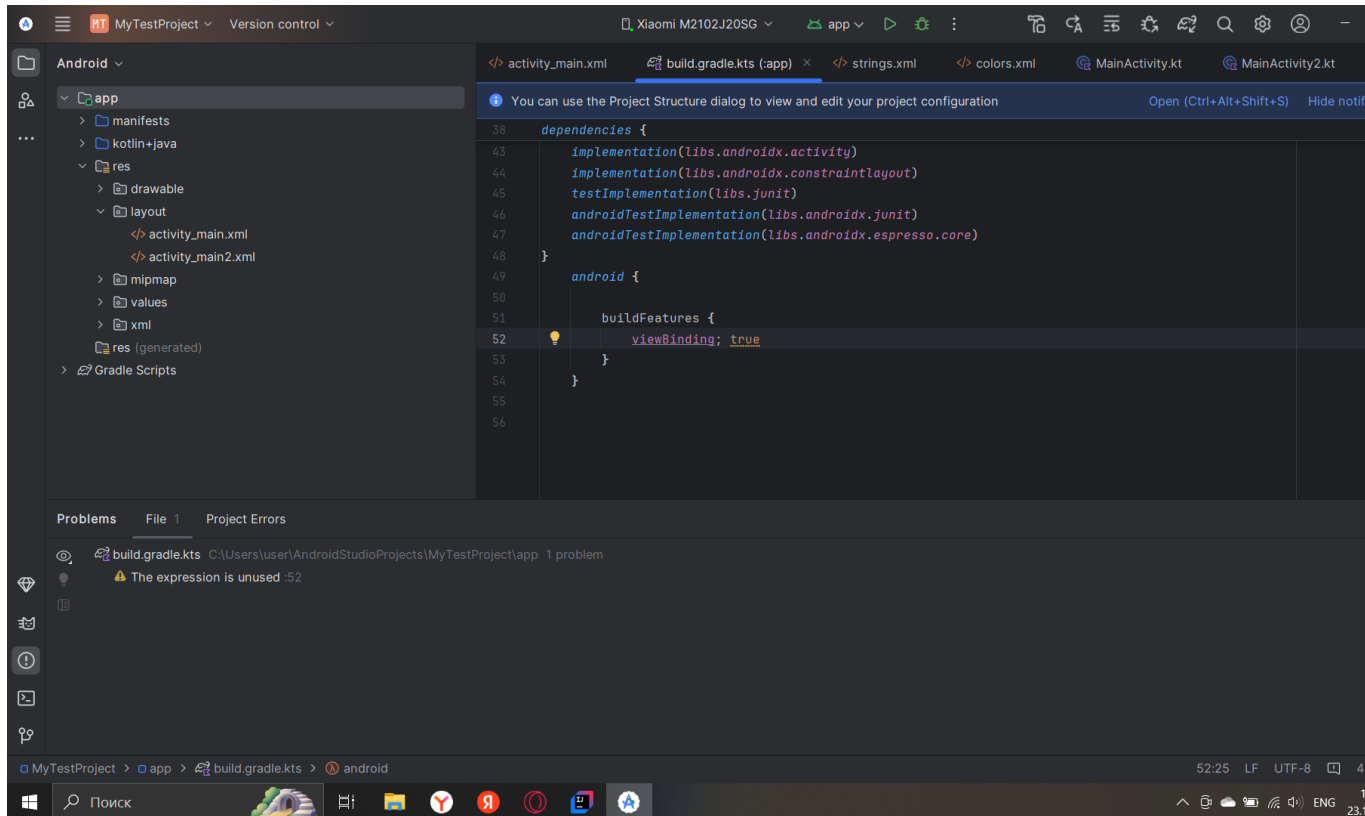 MT MyTestProject Version control Xiaomi M2102J20SG app
Android
activity_main.xml build.gradle.kts (:app) strings.xml colors.xml MainActivity.kt MainActivity2.kt
You can use the Project Structure dialog to view and edit your project configuration Open (Ctrl+Alt+Shift+S) Hide notif
app
manifests
kotlin+java
res
drawable
layout
activity_main.xml
activity_main2.xml
mipmap
values
xml
res (generated)
Gradle Scripts
38 dependencies {
43 implementation(libs.androidx.activity)
44 implementation(libs.androidx.constraintlayout)
45 testImplementation(libs.junit)
46 androidTestImplementation(libs.androidx.junit)
47 androidTestImplementation(libs.androidx.espresso.core)
48 }
49 android {
50
51 buildFeatures {
52 viewBinding; true
53 }
54 }
55
56
Problems File 1 Project Errors
build.gradle.kts C:\Users\user\AndroidStudioProjects\MyTestProject\app 1 problem
The expression is unused :52
MyTestProject > app > build.gradle.kts > android 52:25 LF UTF-8 4
Поиск ENG 1
23.1